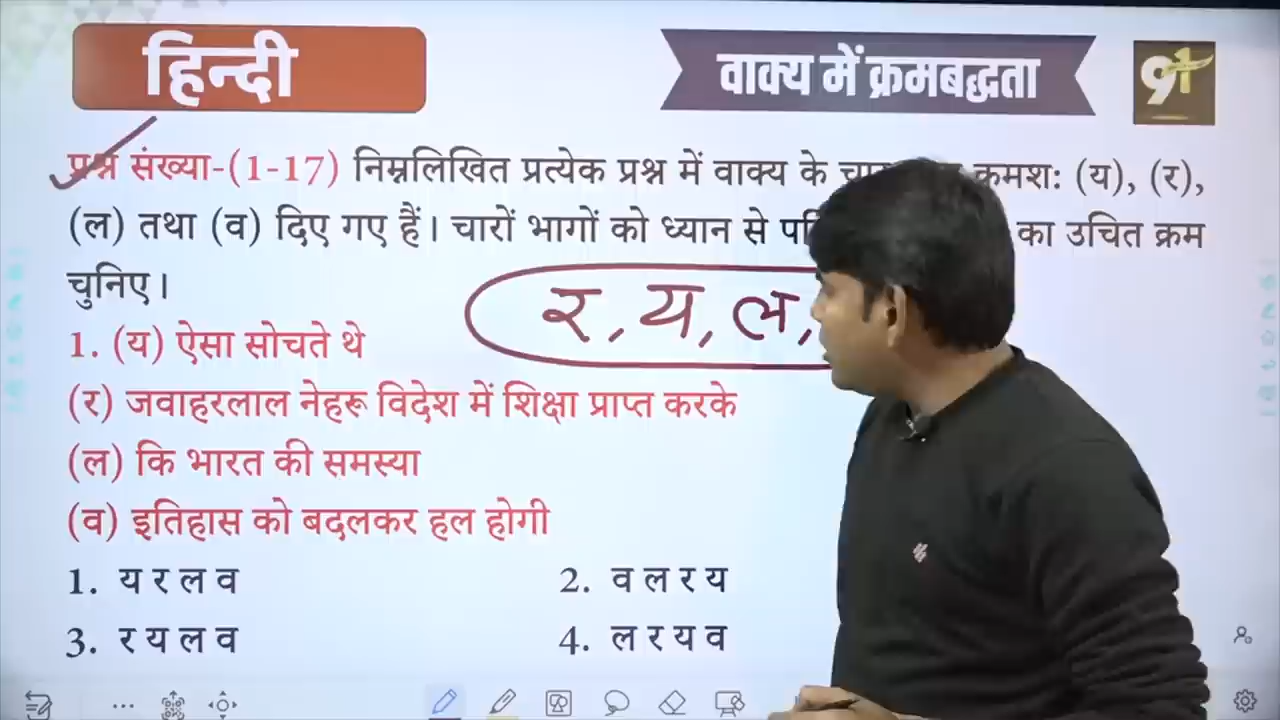 हिन्दी
वाक्य में क्रमबद्धता
91
प्रश्न संख्या-(1-17) निम्नलिखित प्रत्येक प्रश्न में वाक्य के क्रमशः (य), (र),
(ल) तथा (व) दिए गए हैं। चारों भागों को ध्यान से का उचित क्रम
चुनिए।
र, य, ल,
1. (य) ऐसा सोचते थे
(र) जवाहरलाल नेहरू विदेश में शिक्षा प्राप्त करके
(ल) कि भारत की समस्या
(व) इतिहास को बदलकर हल होगी
1. य र ल व
2. व ल र य
3. र य ल व
4. ल र य व